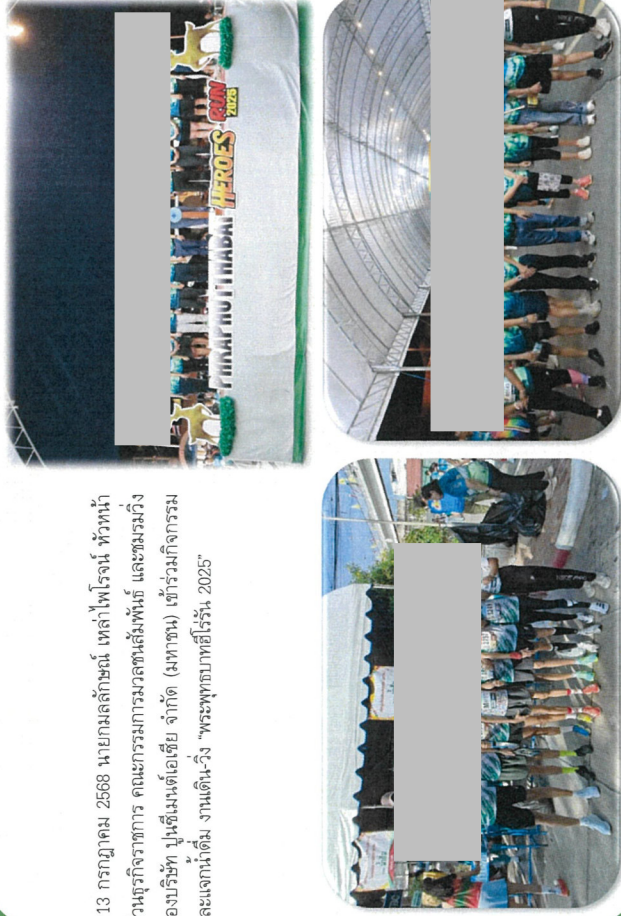 13 กรกฎาคม 2568 นายกมลลักษณ์ เหล่าไพโรจน์ หัวหน้า
วนธุรกิจราชการ คณะกรรมการมวลชนสัมพันธ์ และชมรมวิ่ง
องบริษัท ปูนซีเมนต์เอเซีย จำกัด (มหาชน) เข้าร่วมกิจกรรม
ละแจกน้ำดื่ม งานเดิน-วิ่ง "พระพุทธบาทฮีโร่รัน 2025"
PHRAPHUTTHABAT HEROES RUN
2025